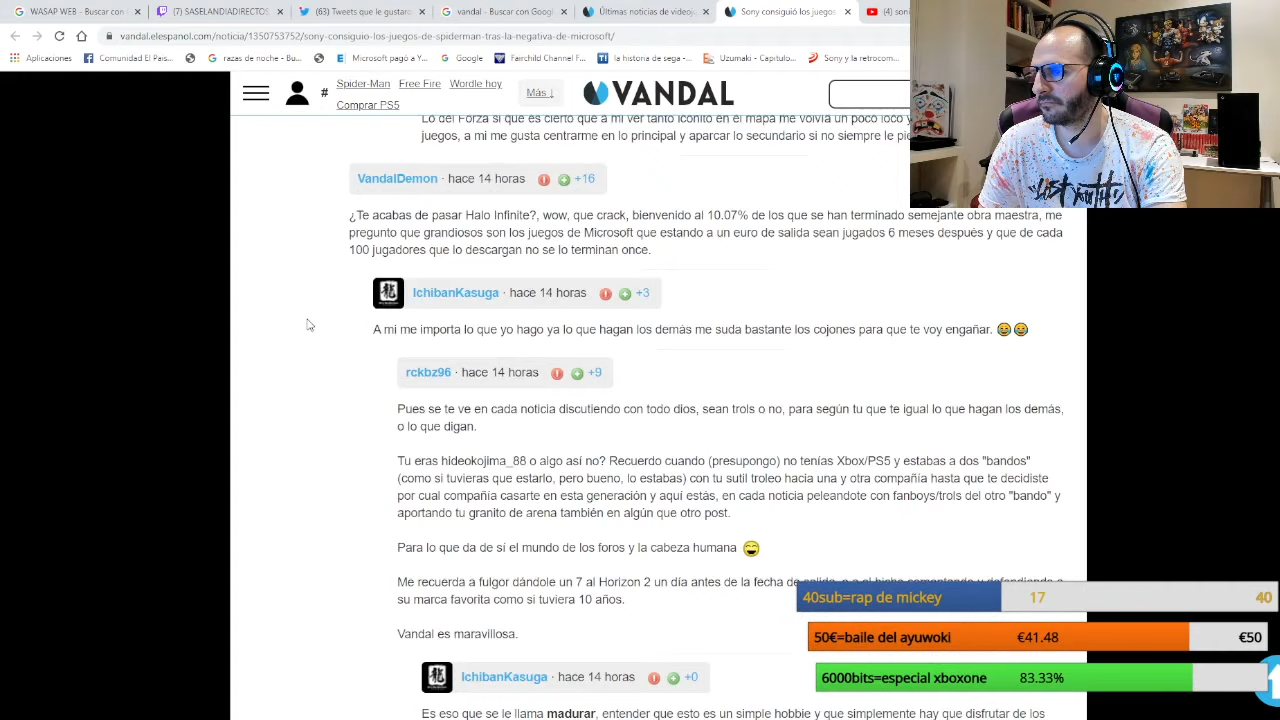 WASAP WEB - Buscar con
(7) SASELANDIADIRECTOS
(63) Tweets que le gustaro
vandal - Buscar con Google
Últimas noticias de videoju
Sony consiguió los juegos
(4) son
vandal.elespanol.com/noticia/1350753752/sony-consiguio-los-juegos-de-spiderman-tras-la-negativa-de-microsoft/
Aplicaciones
Comunidad El Pais...
razas de noche - Bu...
Microsoft pagó a Y...
Google
Fairchild Channel F...
la historia de sega -...
Uzumaki - Capitulo...
Sony y la retrocom...
# Spider-Man Free Fire Wordle hoy Más ↓
Comprar PS5
VANDAL
Lo del Forza si que es cierto que a mi ver tanto iconito en el mapa me volvia un poco loco y
juegos, a mi me gusta centrarme en lo principal y aparcar lo secundario si no siempre le pie
VandalDemon · hace 14 horas +16
¿Te acabas de pasar Halo Infinite?, wow, que crack, bienvenido al 10.07% de los que se han terminado semejante obra maestra, me
pregunto que grandiosos son los juegos de Microsoft que estando a un euro de salida sean jugados 6 meses después y que de cada
100 jugadores que lo descargan no se lo terminan once.
IchibanKasuga · hace 14 horas +3
A mi me importa lo que yo hago ya lo que hagan los demás me suda bastante los cojones para que te voy engañar. 😂😂
rckbz96 · hace 14 horas +9
Pues se te ve en cada noticia discutiendo con todo dios, sean trols o no, para según tu que te igual lo que hagan los demás,
o lo que digan.
Tu eras hideokojima_88 o algo así no? Recuerdo cuando (presupongo) no tenías Xbox/PS5 y estabas a dos "bandos"
(como si tuvieras que estarlo, pero bueno, lo estabas) con tu sutil troleo hacia una y otra compañía hasta que te decidiste
por cual compañía casarte en esta generación y aquí estás, en cada noticia peleandote con fanboys/trols del otro "bando" y
aportando tu granito de arena también en algún que otro post.
Para lo que da de sí el mundo de los foros y la cabeza humana 😄
Me recuerda a fulgor dándole un 7 al Horizon 2 un día antes de la fecha de
su marca favorita como si tuviera 10 años.
Vandal es maravillosa.
IchibanKasuga · hace 14 horas +0
Es eso que se le llama madurar, entender que esto es un simple hobbie y que simplemente hay que disfrutar de los
40sub=rap de mickey 17 40
50€=baile del ayuwoki €41.48 €50
6000bits=especial xboxone 83.33%